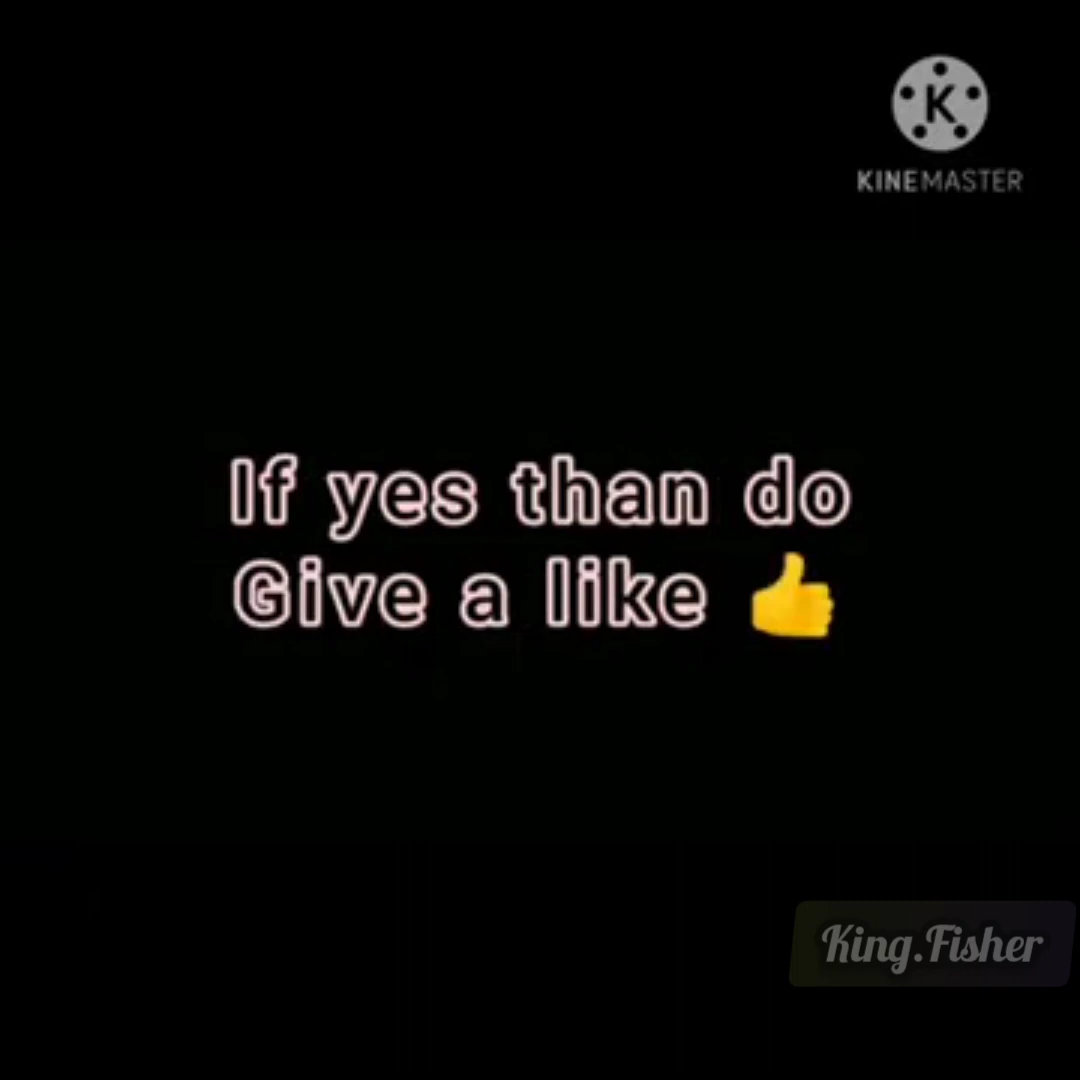 K
KINEMASTER
If yes than do
Give a like 👍
King.Fisher